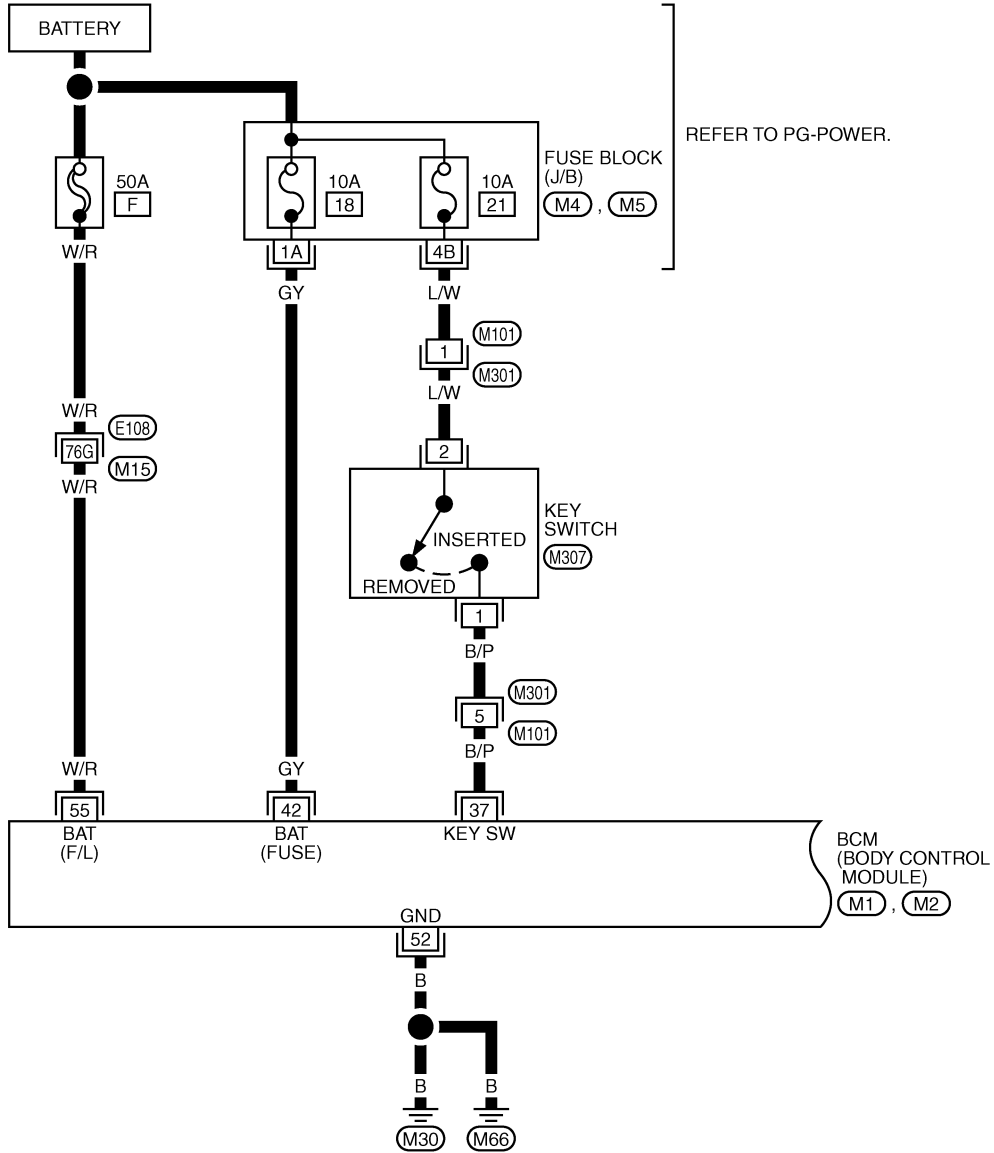 BATTERY
REFER TO PG-POWER.
FUSE BLOCK
(J/B)
M4 , M5
50A
F
10A
18
10A
21
W/R
1A
4B
GY
L/W
M101
1
M301
L/W
W/R
E108
76G
M15
W/R
2
KEY
SWITCH
M307
INSERTED
REMOVED
1
B/P
M301
5
M101
B/P
W/R
GY
55
42
37
BAT
(F/L)
BAT
(FUSE)
KEY SW
BCM
(BODY CONTROL
MODULE)
M1 , M2
GND
52
B
B
B
M30
M66